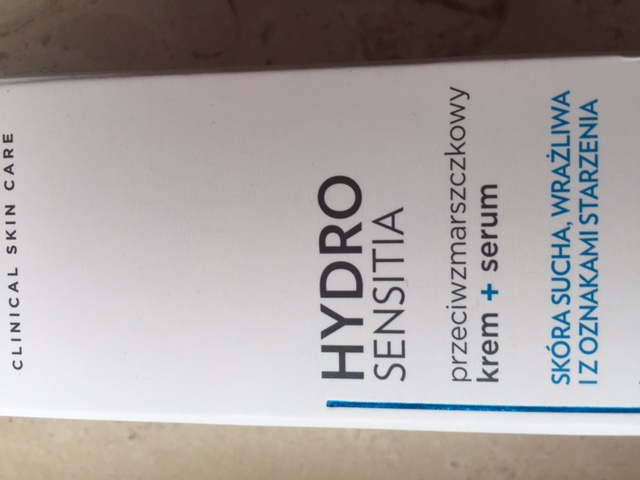 CLINICAL SKIN CARE
HYDRO
SENSITIA
przeciwzmarszczkowy
krem + serum
SKÓRA SUCHA, WRAŻLIWA
I Z OZNAKAMI STARZENIA